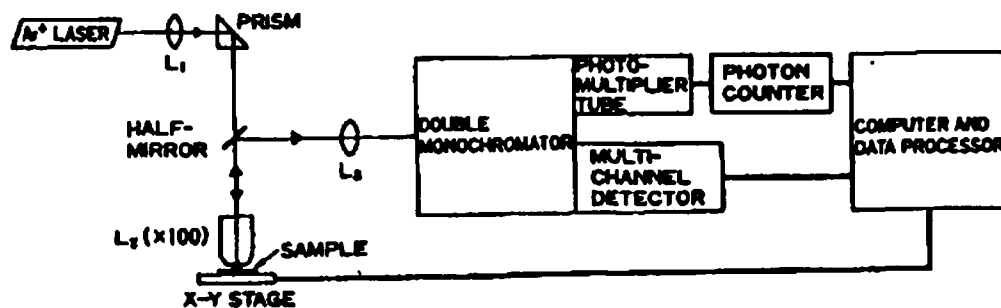 Ar+ LASER
L1
PRISM
HALF-
MIRROR
L3
L2 (×100)
SAMPLE
X-Y STAGE
DOUBLE
MONOCHROMATOR
PHOTO-
MULTIPLIER
TUBE
MULTI-
CHANNEL
DETECTOR
PHOTON
COUNTER
COMPUTER AND
DATA PROCESSOR